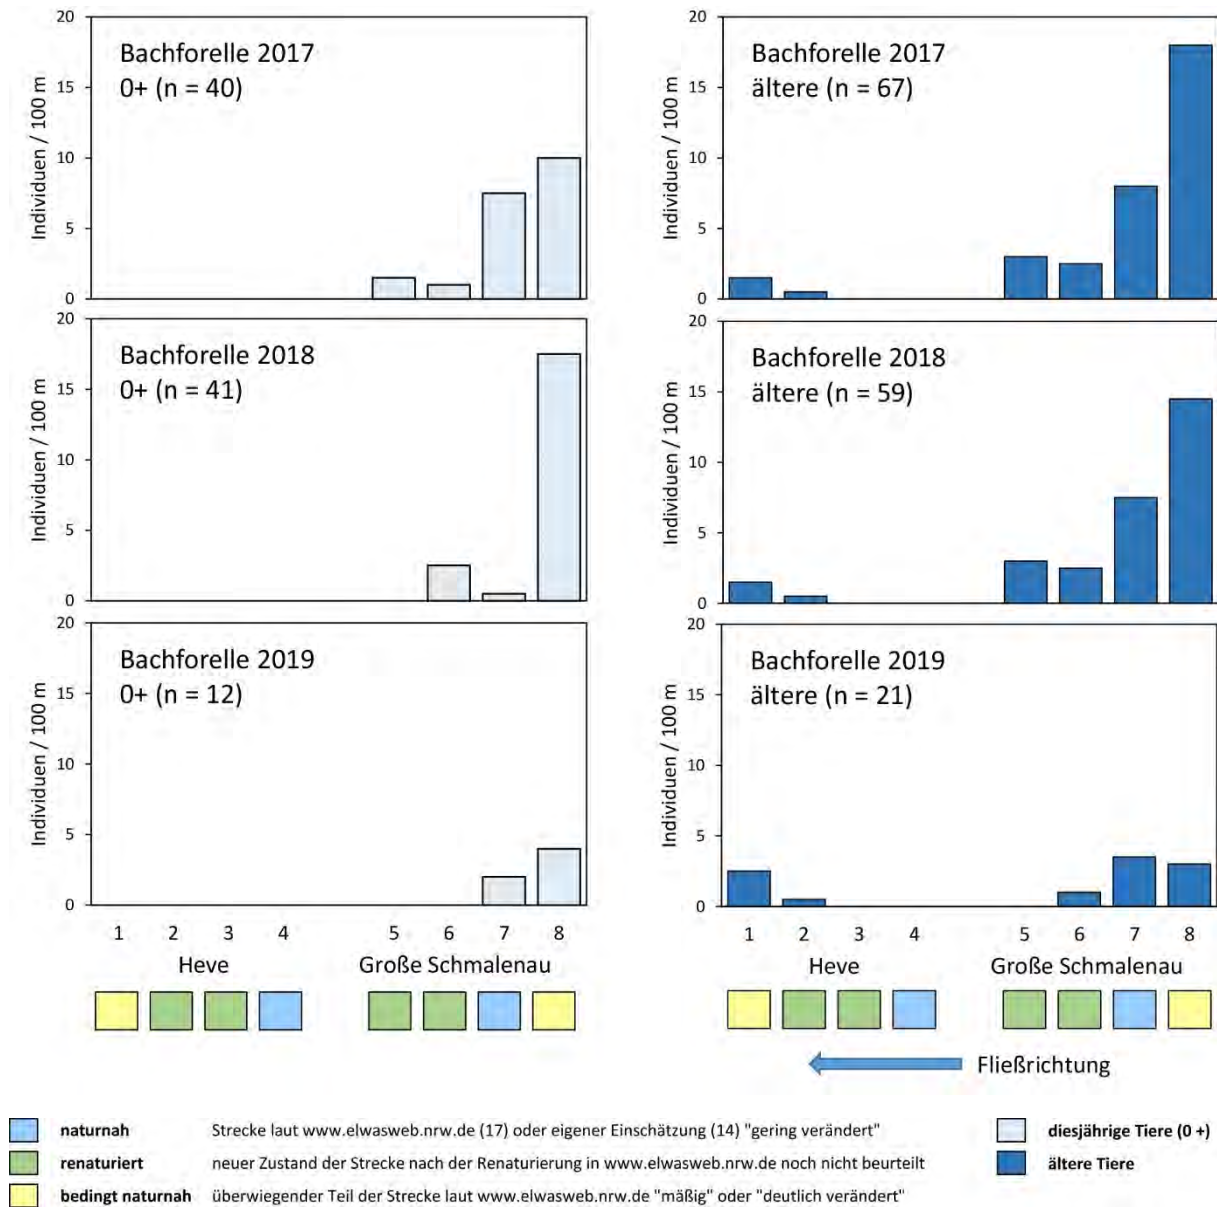 20
15
10
5
0
Individuen / 100 m
Bachforelle 2017
0+ (n = 40)
20
15
10
5
0
Individuen / 100 m
Bachforelle 2017
ältere (n = 67)
20
15
10
5
0
Individuen / 100 m
Bachforelle 2018
0+ (n = 41)
20
15
10
5
0
Individuen / 100 m
Bachforelle 2018
ältere (n = 59)
20
15
10
5
0
Individuen / 100 m
Bachforelle 2019
0+ (n = 12)
1 2 3 4 5 6 7 8
Heve Große Schmalenau
20
15
10
5
0
Individuen / 100 m
Bachforelle 2019
ältere (n = 21)
1 2 3 4 5 6 7 8
Heve Große Schmalenau
Fließrichtung
naturnah Strecke laut www.elwasweb.nrw.de (17) oder eigener Einschätzung (14) "gering verändert"
renaturiert neuer Zustand der Strecke nach der Renaturierung in www.elwasweb.nrw.de noch nicht beurteilt
bedingt naturnah überwiegender Teil der Strecke laut www.elwasweb.nrw.de "mäßig" oder "deutlich verändert"
diesjährige Tiere (0 +)
ältere Tiere